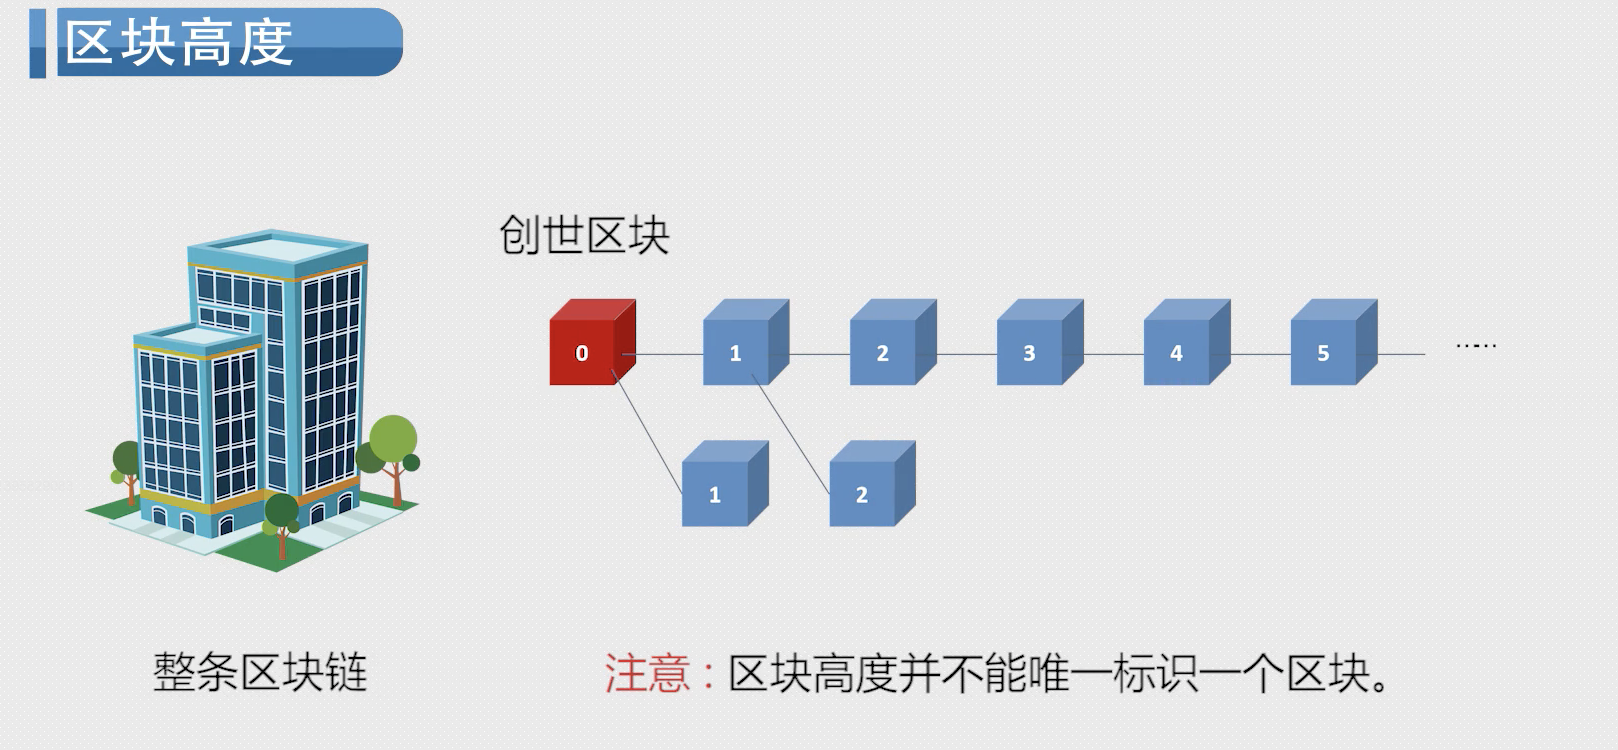 区块高度
创世区块
0 1 2 3 4 5 ······
1 2
整条区块链
注意：区块高度并不能唯一标识一个区块。